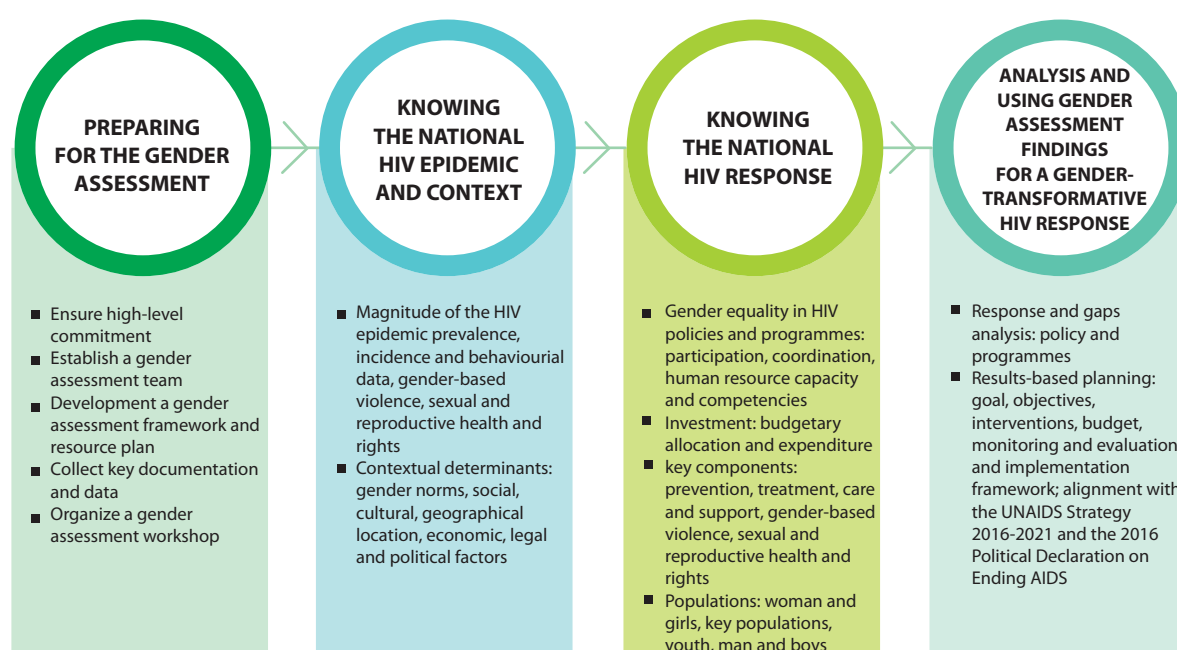 PREPARING
FOR THE GENDER
ASSESSMENT
■ Ensure high-level
commitment
■ Establish a gender
assessment team
■ Development a gender
assessment framework and
resource plan
■ Collect key documentation
and data
■ Organize a gender
assessment workshop
KNOWING
THE NATIONAL
HIV EPIDEMIC
AND CONTEXT
■ Magnitude of the HIV
epidemic prevalence,
incidence and behaviourial
data, gender-based
violence, sexual and
reproductive health and
rights
■ Contextual determinants:
gender norms, social,
cultural, geographical
location, economic, legal
and political factors
KNOWING
THE NATIONAL
HIV RESPONSE
■ Gender equality in HIV
policies and programmes:
participation, coordination,
human resource capacity
and competencies
■ Investment: budgetary
allocation and expenditure
■ key components:
prevention, treatment, care
and support, gender-based
violence, sexual and
reproductive health and
rights
■ Populations: woman and
girls, key populations,
youth, man and boys
ANALYSIS AND
USING GENDER
ASSESSMENT
FINDINGS
FOR A GENDER-
TRANSFORMATIVE
HIV RESPONSE
■ Response and gaps
analysis: policy and
programmes
■ Results-based planning:
goal, objectives,
interventions, budget,
monitoring and evaluation
and implementation
framework; alignment with
the UNAIDS Strategy
2016-2021 and the 2016
Political Declaration on
Ending AIDS